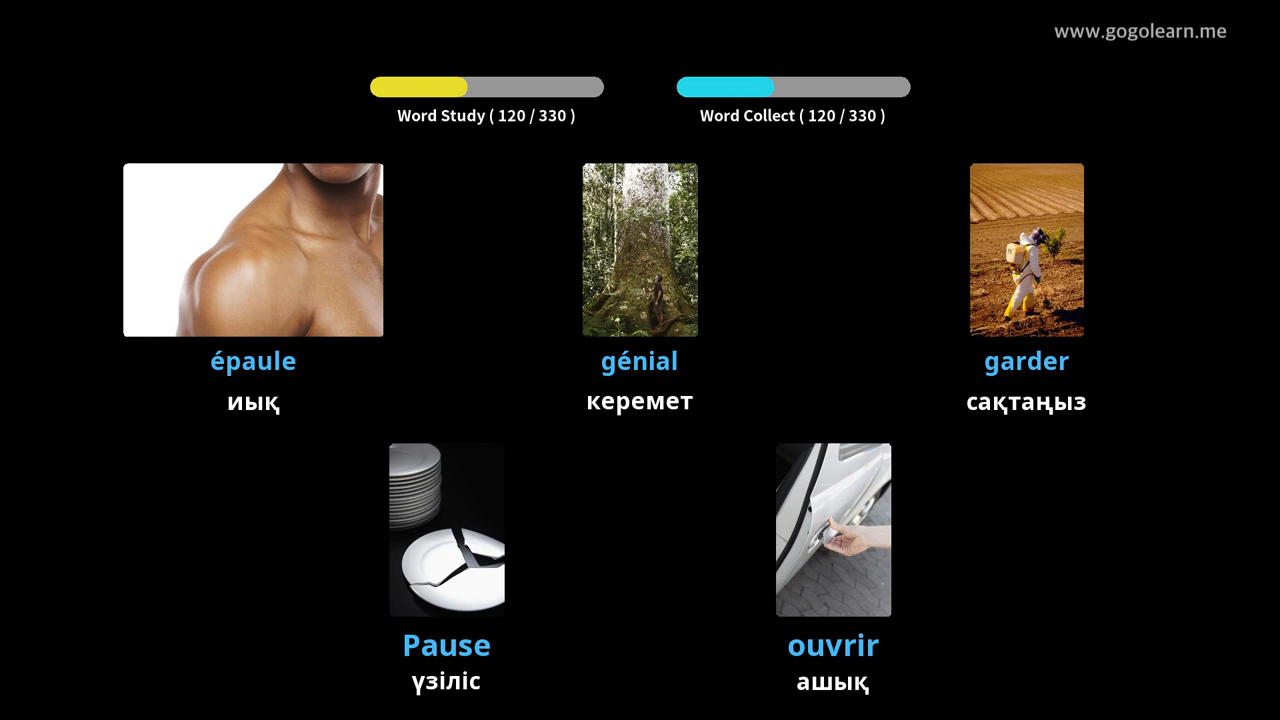 www.gogolearn.me
Word Study ( 120 / 330 )
Word Collect ( 120 / 330 )
épaule
génial
garder
иық
керемет
сақтаңыз
Pause
ouvrir
үзіліс
ашық